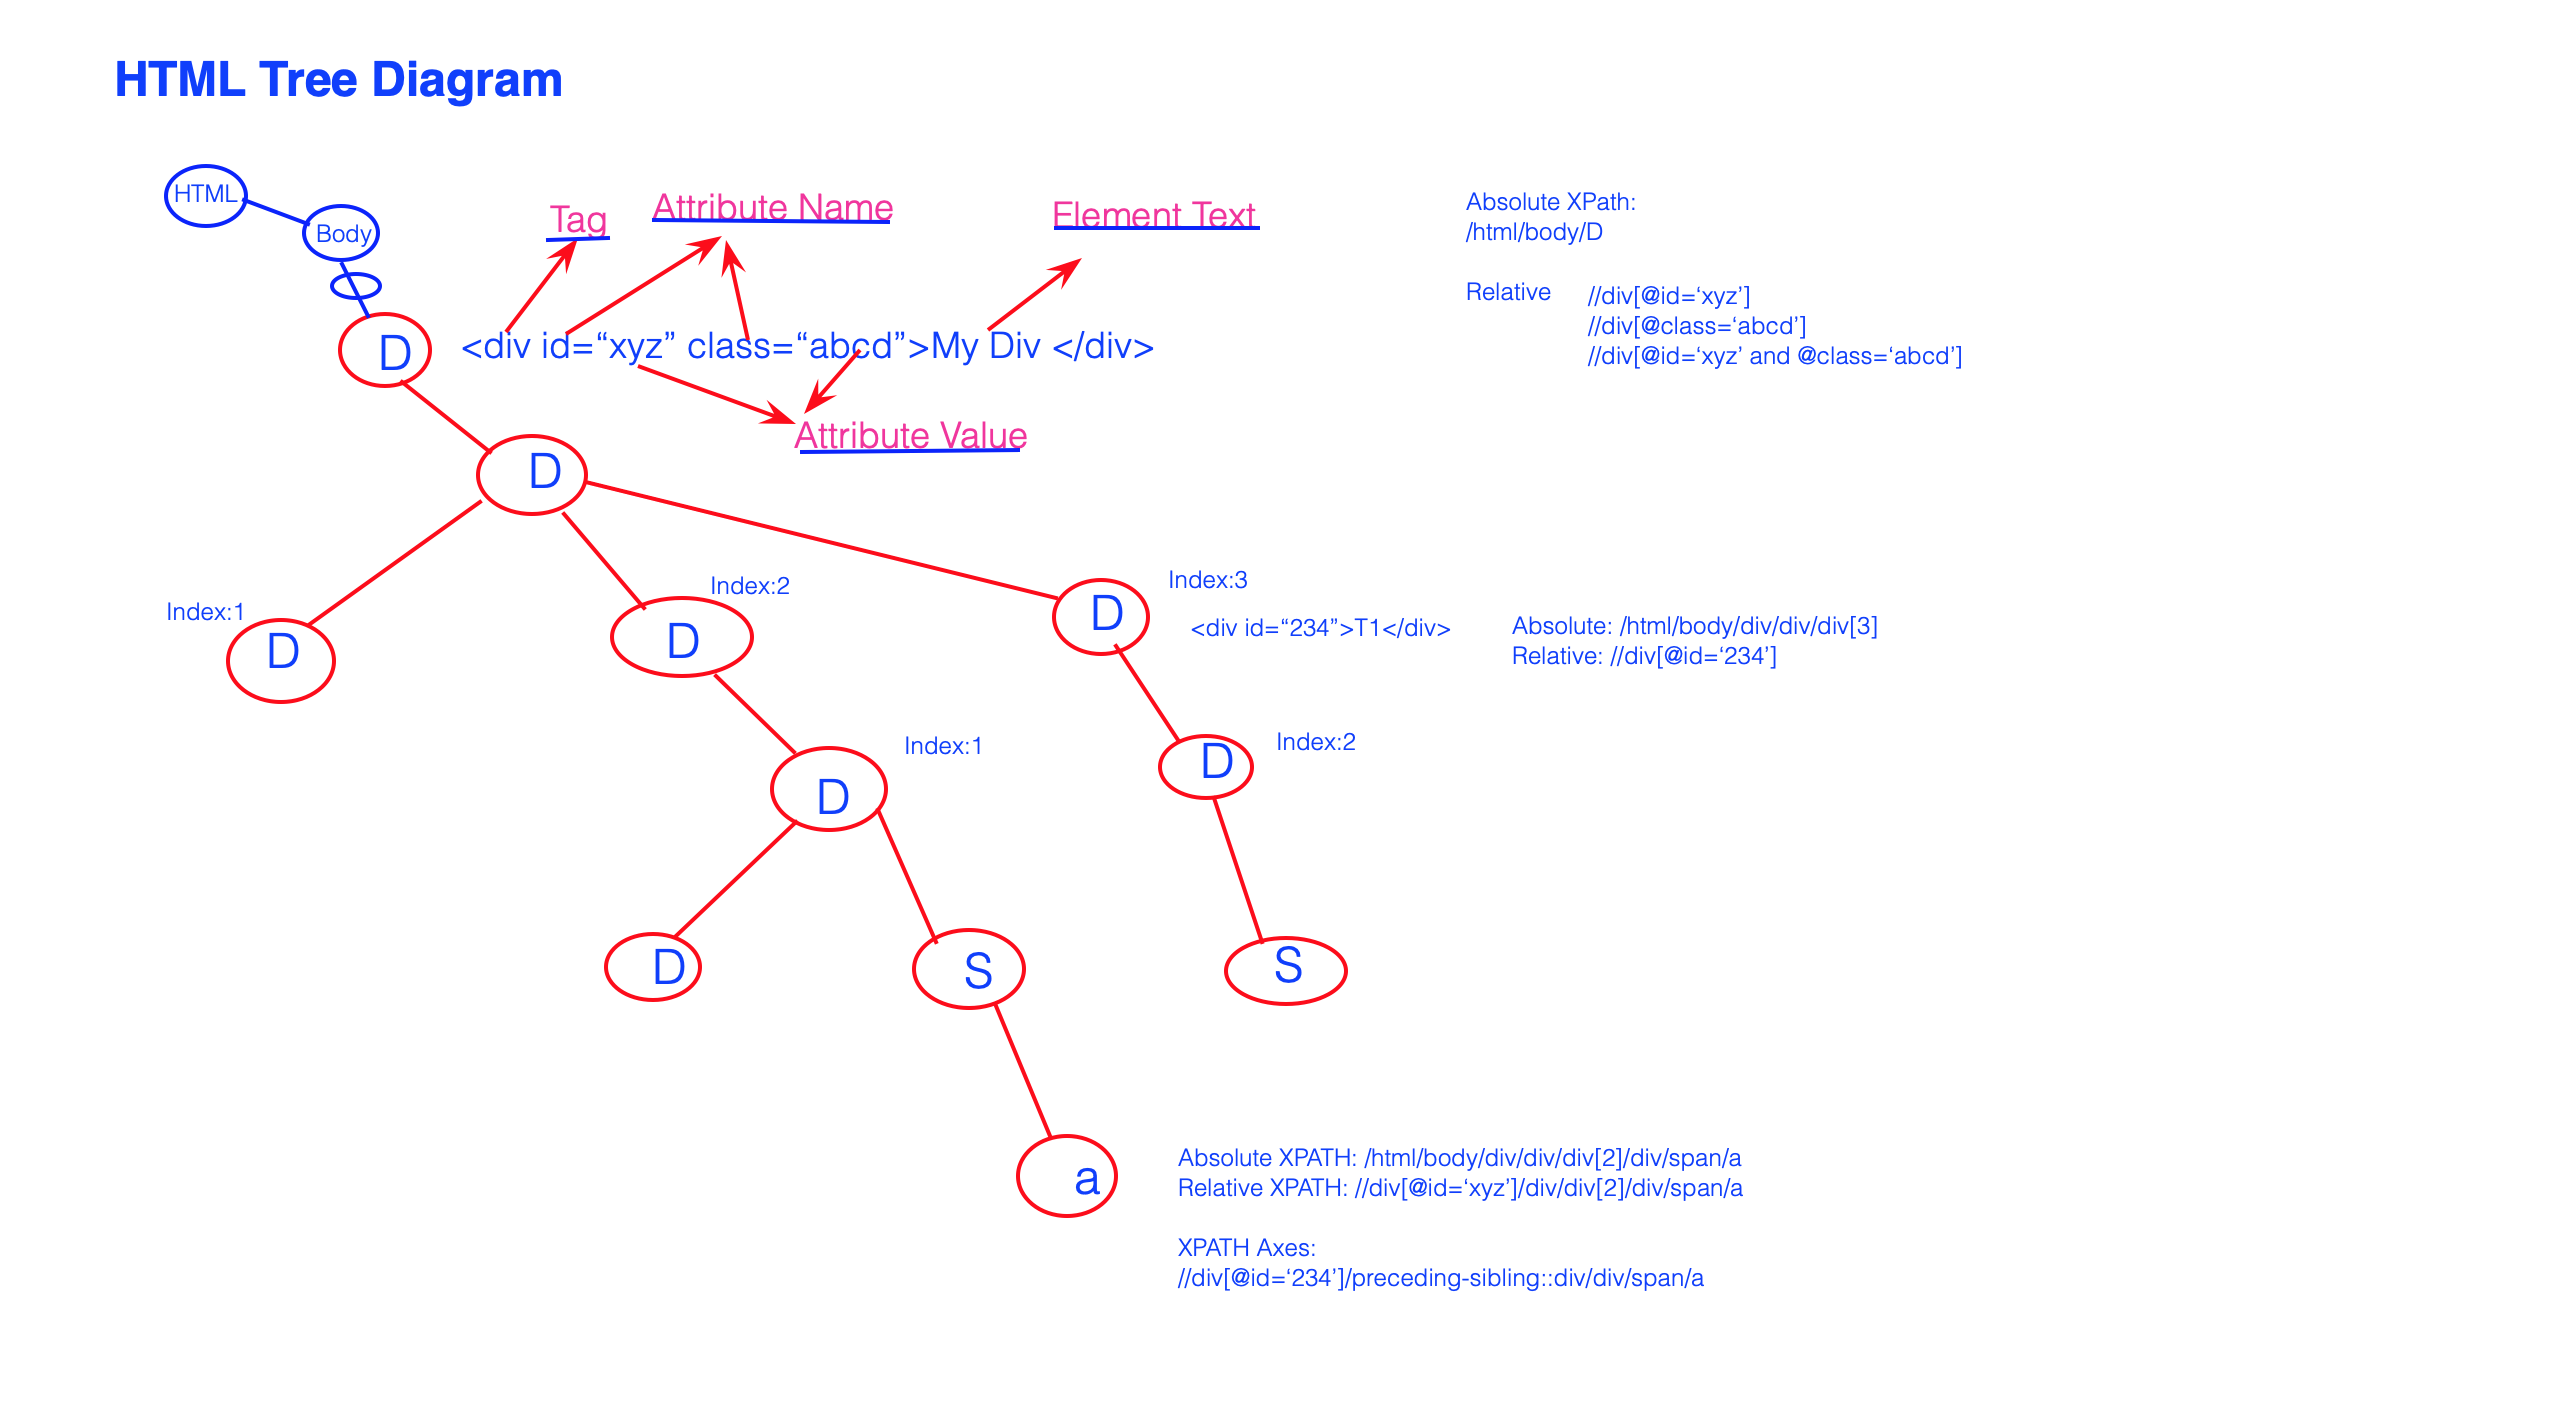 HTML Tree Diagram
HTML
Body
Tag
Attribute Name
Element Text
Absolute XPath:
/html/body/D
Relative
//div[@id=‘xyz’]
//div[@class=‘abcd’]
//div[@id=‘xyz’ and @class=‘abcd’]
D
<div id=“xyz” class=“abcd”>My Div </div>
Attribute Value
D
Index:1
D
Index:2
D
Index:3
D
<div id=“234”>T1</div>
Absolute: /html/body/div/div/div[3]
Relative: //div[@id=‘234’]
Index:1
D
Index:2
D
D
S
S
a
Absolute XPATH: /html/body/div/div/div[2]/div/span/a
Relative XPATH: //div[@id=‘xyz’]/div/div[2]/div/span/a
XPATH Axes:
//div[@id=‘234’]/preceding-sibling::div/div/span/a